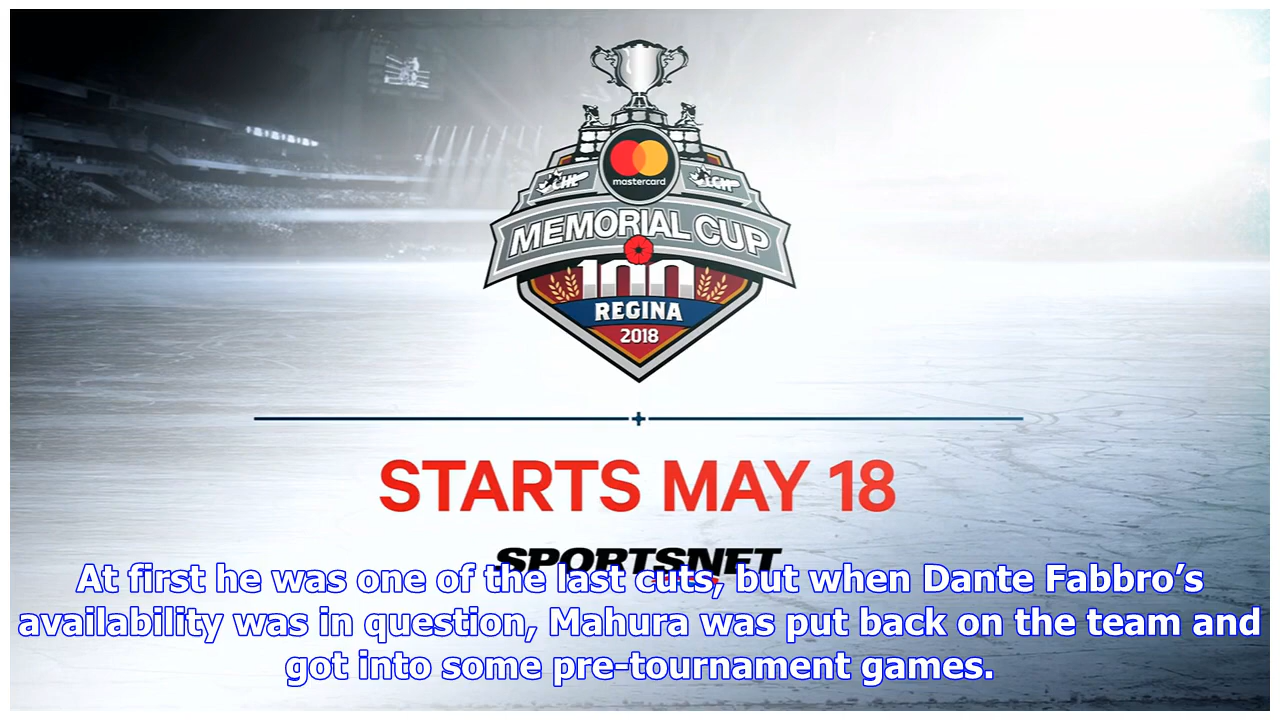 mastercard
CHL
LCH
MEMORIAL CUP
100
REGINA
2018
STARTS MAY 18
SPORTSNET
At first he was one of the last cuts, but when Dante Fabbro’s
availability was in question, Mahura was put back on the team and
got into some pre-tournament games.